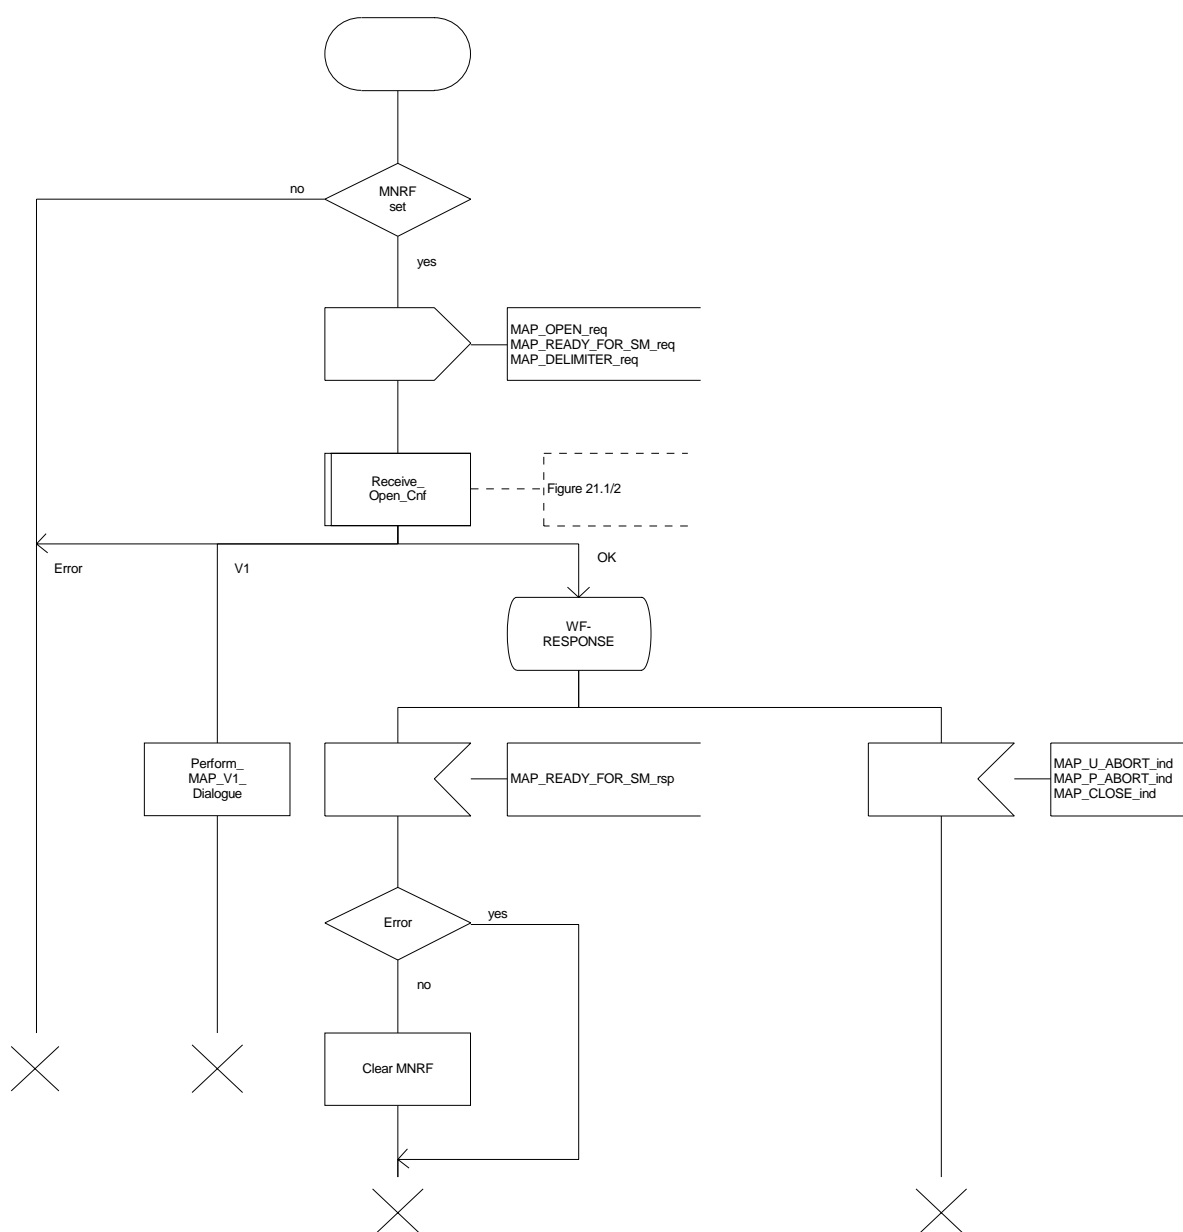 MNRF
set
no
yes
MAP_OPEN_req
MAP_READY_FOR_SM_req
MAP_DELIMITER_req
Receive_
Open_Cnf
Figure 21.1/2
Error
V1
OK
WF-
RESPONSE
Perform_
MAP_V1_
Dialogue
MAP_READY_FOR_SM_rsp
MAP_U_ABORT_ind
MAP_P_ABORT_ind
MAP_CLOSE_ind
Error
yes
no
Clear MNRF